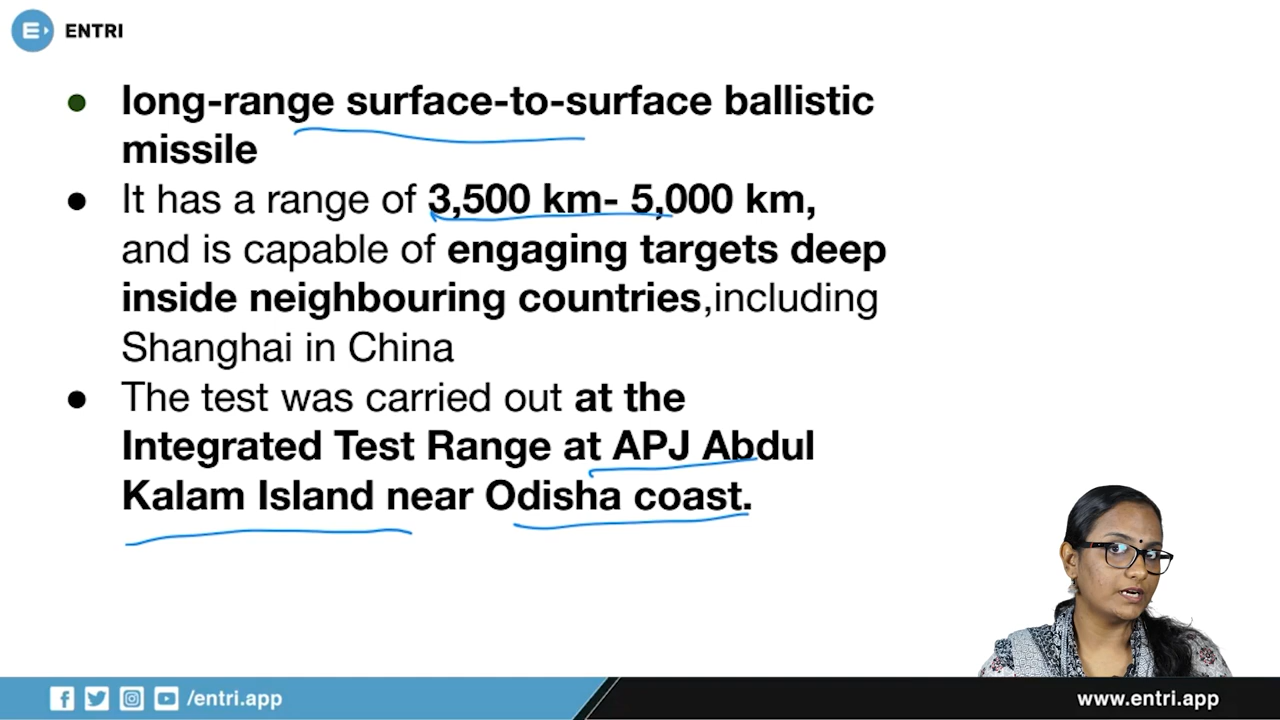 ENTRI
● long-range surface-to-surface ballistic
missile
● It has a range of 3,500 km- 5,000 km,
and is capable of engaging targets deep
inside neighbouring countries,including
Shanghai in China
● The test was carried out at the
Integrated Test Range at APJ Abdul
Kalam Island near Odisha coast.
/entri.app
www.entri.app